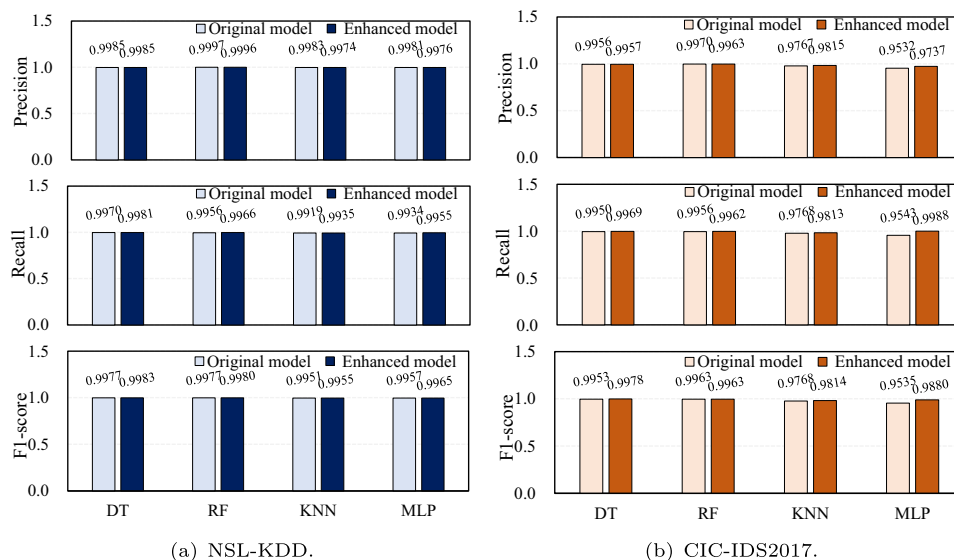 1.5
Original model Enhanced model
0.9985 0.9985 0.9997 0.9996 0.9983 0.9974 0.9981 0.9976
Precision
1.0
0.5
0.0
1.5
Original model Enhanced model
0.9970 0.9981 0.9956 0.9966 0.9919 0.9935 0.9934 0.9955
Recall
1.0
0.5
0.0
1.5
Original model Enhanced model
0.9977 0.9983 0.9977 0.9980 0.9951 0.9955 0.9957 0.9965
F1-score
1.0
0.5
0.0
DT RF KNN MLP
(a) NSL-KDD.
1.5
Original model Enhanced model
0.9956 0.9957 0.9970 0.9963 0.9767 0.9815 0.9532 0.9737
Precision
1.0
0.5
0.0
1.5
Original model Enhanced model
0.9950 0.9969 0.9956 0.9962 0.9768 0.9813 0.9543 0.9988
Recall
1.0
0.5
0.0
1.5
Original model Enhanced model
0.9953 0.9978 0.9963 0.9963 0.9768 0.9814 0.9535 0.9880
F1-score
1.0
0.5
0.0
DT RF KNN MLP
(b) CIC-IDS2017.